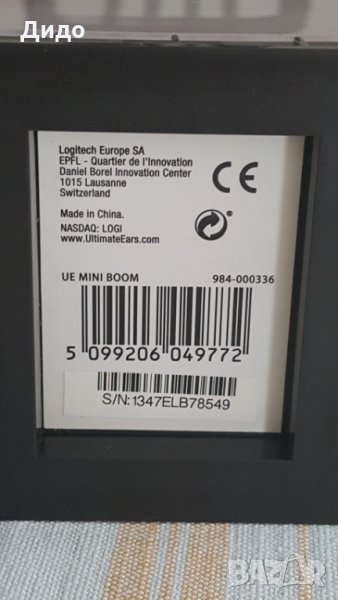 Дидо
Logitech Europe SA
EPFL - Quartier de l'Innovation
Daniel Borel Innovation Center
1015 Lausanne
Switzerland
CE
Made in China.
NASDAQ: LOGI
www.UltimateEars.com
UE MINI BOOM 984-000336
5 099206 049772
S/N:1347ELB78549
BAZAR